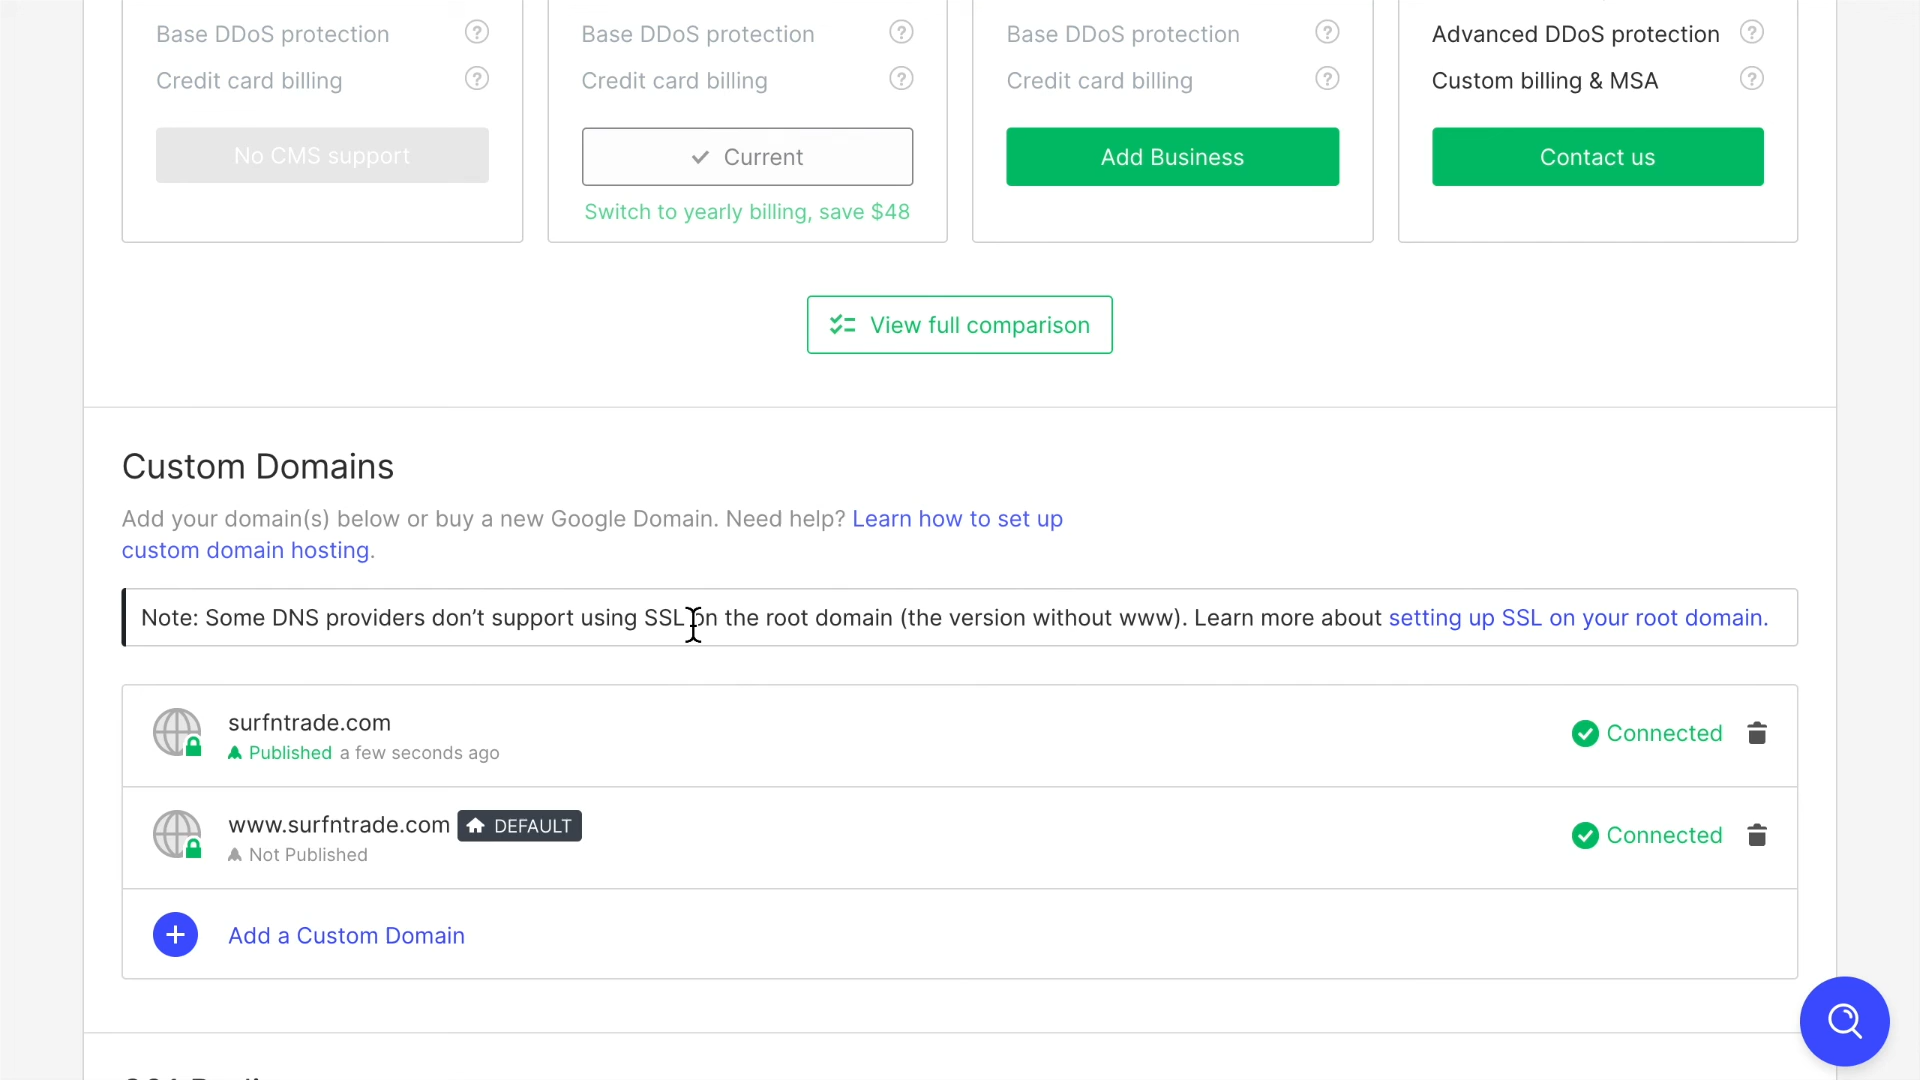 Base DDoS protection
Credit card billing
No CMS support
Base DDoS protection
Credit card billing
Current
Switch to yearly billing, save $48
Base DDoS protection
Credit card billing
Add Business
Advanced DDoS protection
Custom billing & MSA
Contact us
View full comparison
Custom Domains
Add your domain(s) below or buy a new Google Domain. Need help? Learn how to set up
custom domain hosting.
Note: Some DNS providers don’t support using SSL on the root domain (the version without www). Learn more about setting up SSL on your root domain.
surfntrade.com
Published a few seconds ago
Connected
www.surfntrade.com DEFAULT
Not Published
Connected
Add a Custom Domain